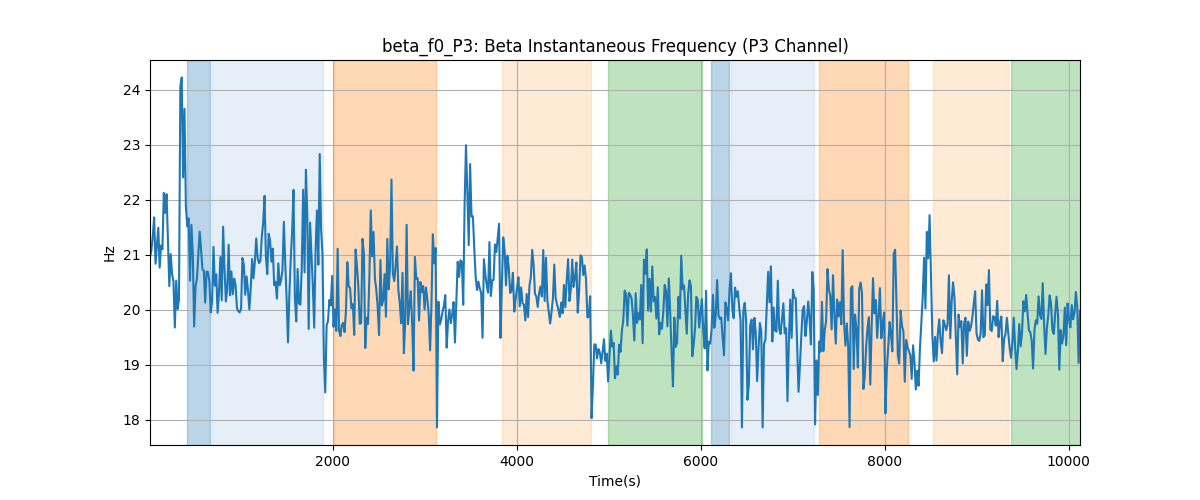 beta_f0_P3: Beta Instantaneous Frequency (P3 Channel)
24
23
22
21
20
19
18
Hz
2000 4000 6000 8000 10000
Time(s)